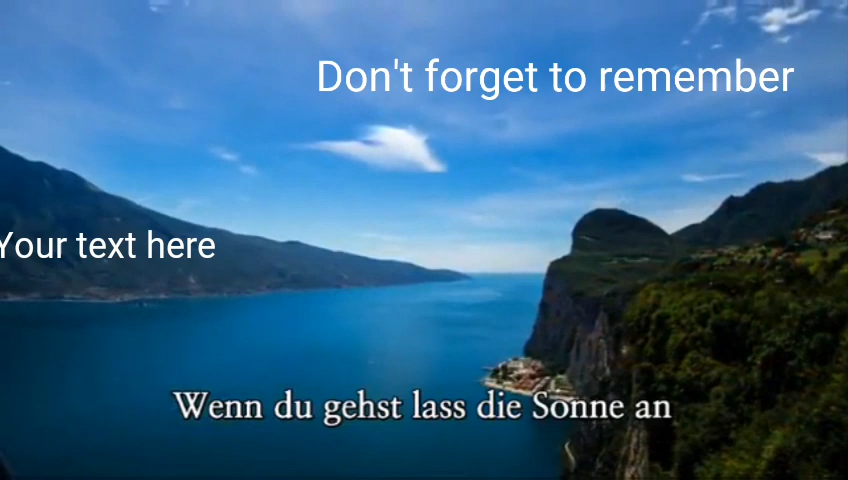 Don't forget to remember
Your text here
Wenn du gehst lass die Sonne an